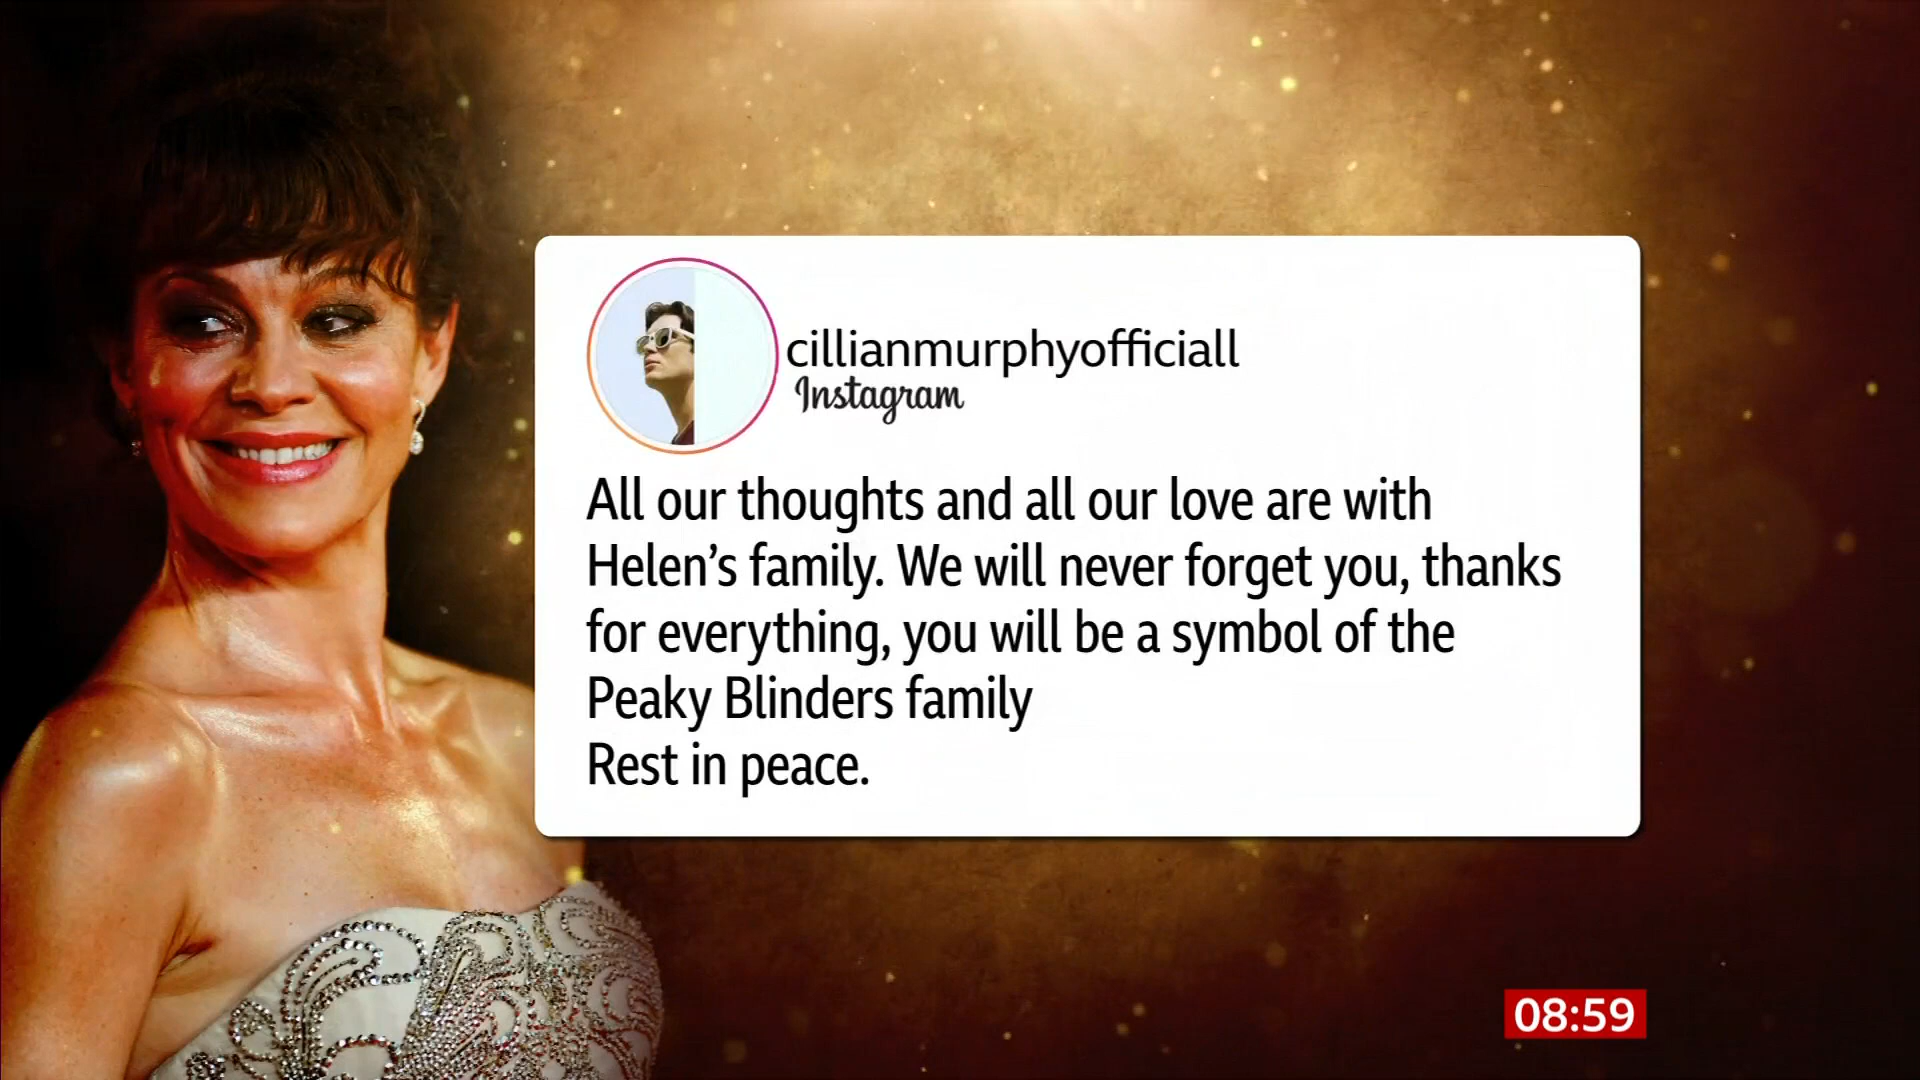 cillianmurphyofficiall
Instagram
All our thoughts and all our love are with
Helen’s family. We will never forget you, thanks
for everything, you will be a symbol of the
Peaky Blinders family
Rest in peace.
08:59